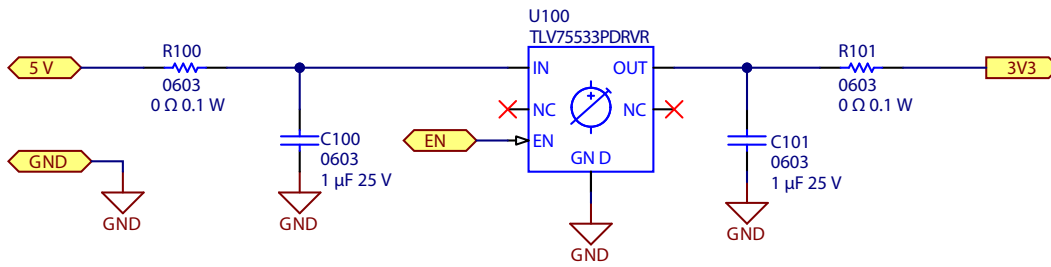 U100
TLV75533PDRVR
5 V
R100
0603
0 Ω 0.1 W
IN
OUT
R101
0603
0 Ω 0.1 W
3V3
NC
NC
EN
EN
GN D
C100
0603
1 µF 25 V
C101
0603
1 µF 25 V
GND
GND
GND
GND
GND